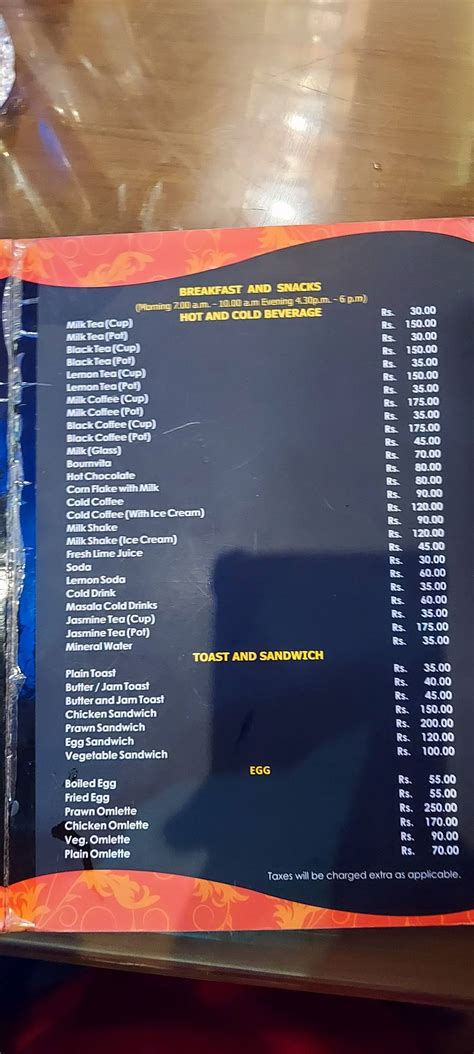 BREAKFAST AND SNACKS
(Morning 7.00 a.m. - 10.00 a.m Evening 4.30p.m. - 6 p.m)
HOT AND COLD BEVERAGE
Milk Tea (Cup) Rs. 30.00
Milk Tea (Pot) Rs. 150.00
Black Tea (Cup) Rs. 30.00
Black Tea (Pot) Rs. 150.00
Lemon Tea (Cup) Rs. 35.00
Lemon Tea (Pot) Rs. 150.00
Milk Coffee (Cup) Rs. 35.00
Milk Coffee (Pot) Rs. 175.00
Black Coffee (Cup) Rs. 35.00
Black Coffee (Pot) Rs. 175.00
Milk (Glass) Rs. 45.00
Bournvita Rs. 70.00
Hot Chocolate Rs. 80.00
Corn Flake with Milk Rs. 80.00
Cold Coffee Rs. 90.00
Cold Coffee (With Ice Cream) Rs. 120.00
Milk Shake Rs. 90.00
Milk Shake (Ice Cream) Rs. 120.00
Fresh Lime Juice Rs. 45.00
Soda Rs. 30.00
Lemon Soda Rs. 60.00
Cold Drink Rs. 35.00
Masala Cold Drinks Rs. 60.00
Jasmine Tea (Cup) Rs. 35.00
Jasmine Tea (Pot) Rs. 175.00
Mineral Water Rs. 35.00
TOAST AND SANDWICH
Plain Toast Rs. 35.00
Butter / Jam Toast Rs. 40.00
Butter and Jam Toast Rs. 45.00
Chicken Sandwich Rs. 150.00
Prawn Sandwich Rs. 200.00
Egg Sandwich Rs. 120.00
Vegetable Sandwich Rs. 100.00
EGG
Boiled Egg Rs. 55.00
Fried Egg Rs. 55.00
Prawn Omlette Rs. 250.00
Chicken Omlette Rs. 170.00
Veg. Omlette Rs. 90.00
Plain Omlette Rs. 70.00
Taxes will be charged extra as applicable.